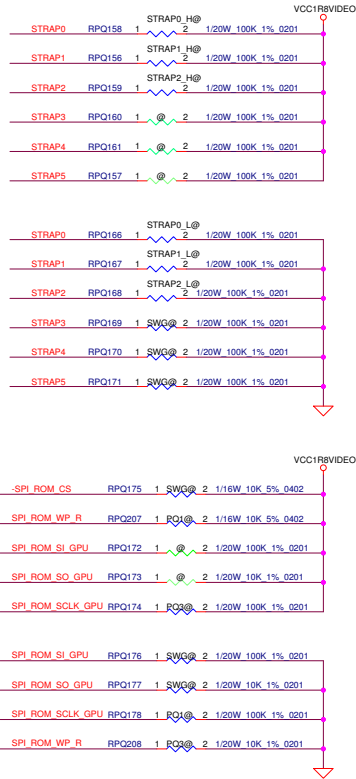 VCC1R8VIDEO
STRAP0_H@
STRAP0 RPQ158 1 2 1/20W_100K_1%_0201
STRAP1_H@
STRAP1 RPQ156 1 2 1/20W_100K_1%_0201
STRAP2_H@
STRAP2 RPQ159 1 2 1/20W_100K_1%_0201
STRAP3 RPQ160 1 @ 2 1/20W_100K_1%_0201
STRAP4 RPQ161 1 @ 2 1/20W_100K_1%_0201
STRAP5 RPQ157 1 @ 2 1/20W_100K_1%_0201
STRAP0_L@
STRAP0 RPQ166 1 2 1/20W_100K_1%_0201
STRAP1_L@
STRAP1 RPQ167 1 2 1/20W_100K_1%_0201
STRAP2_L@
STRAP2 RPQ168 1 2 1/20W_100K_1%_0201
STRAP3 RPQ169 1 SWG@ 2 1/20W_100K_1%_0201
STRAP4 RPQ170 1 SWG@ 2 1/20W_100K_1%_0201
STRAP5 RPQ171 1 SWG@ 2 1/20W_100K_1%_0201
VCC1R8VIDEO
-SPI_ROM_CS RPQ175 1 SWG@ 2 1/16W_10K_5%_0402
SPI_ROM_WP_R RPQ207 1 PQ1@ 2 1/16W_10K_5%_0402
SPI_ROM_SI_GPU RPQ172 1 @ 2 1/20W_100K_1%_0201
SPI_ROM_SO_GPU RPQ173 1 @ 2 1/20W_10K_1%_0201
SPI_ROM_SCLK_GPU RPQ174 1 PQ3@ 2 1/20W_10K_1%_0201
SPI_ROM_SI_GPU RPQ176 1 SWG@ 2 1/20W_100K_1%_0201
SPI_ROM_SO_GPU RPQ177 1 SWG@ 2 1/20W_10K_1%_0201
SPI_ROM_SCLK_GPU RPQ178 1 PQ1@ 2 1/20W_100K_1%_0201
SPI_ROM_WP_R RPQ208 1 PQ3@ 2 1/20W_10K_1%_0201